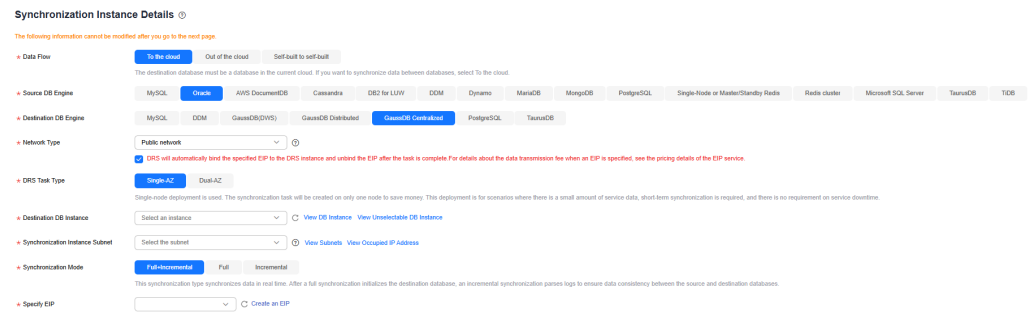 Synchronization Instance Details
The following information cannot be modified after you go to the next page.
* Data Flow To the cloud Out of the cloud Self-built to self-built
The destination database must be a database in the current cloud. If you want to synchronize data between databases, select To the cloud.
* Source DB Engine MySQL Oracle AWS DocumentDB Cassandra DB2 for LUW DDM Dynamo MariaDB MongoDB PostgreSQL Single-Node or Master/Standby Redis Redis cluster Microsoft SQL Server TaurusDB TiDB
* Destination DB Engine MySQL DDM GaussDB(DWS) GaussDB Distributed GaussDB Centralized PostgreSQL TaurusDB
* Network Type Public network
DRS will automatically bind the specified EIP to the DRS instance and unbind the EIP after the task is complete.For details about the data transmission fee when an EIP is specified, see the pricing details of the EIP service.
* DRS Task Type Single-AZ Dual-AZ
Single-node deployment is used. The synchronization task will be created on only one node to save money. This deployment is for scenarios where there is a small amount of service data, short-term synchronization is required, and there is no requirement on service downtime.
* Destination DB Instance Select an instance View DB Instance View Unselectable DB Instance
* Synchronization Instance Subnet Select the subnet View Subnets View Occupied IP Address
* Synchronization Mode Full+Incremental Full Incremental
This synchronization type synchronizes data in real time. After a full synchronization initializes the destination database, an incremental synchronization parses logs to ensure data consistency between the source and destination databases.
* Specify EIP Create an EIP